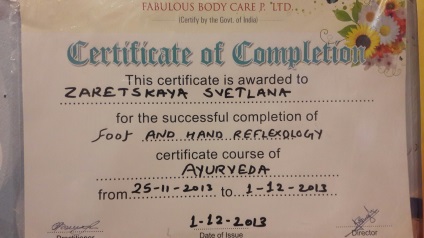 FABULOUS BODY CARE P. LTD.
(Certify by the Govt. of India)
Certificate of Completion
This certificate is awarded to
ZARETSKAYA SVETLANA
for the successful completion of
foot AND HAND REFLEXOLOGY
certificate course of
AYURVEDA
from 25-11-2013 to 1-12-2013
1-12-2013
Practitioner Date of Issue Director